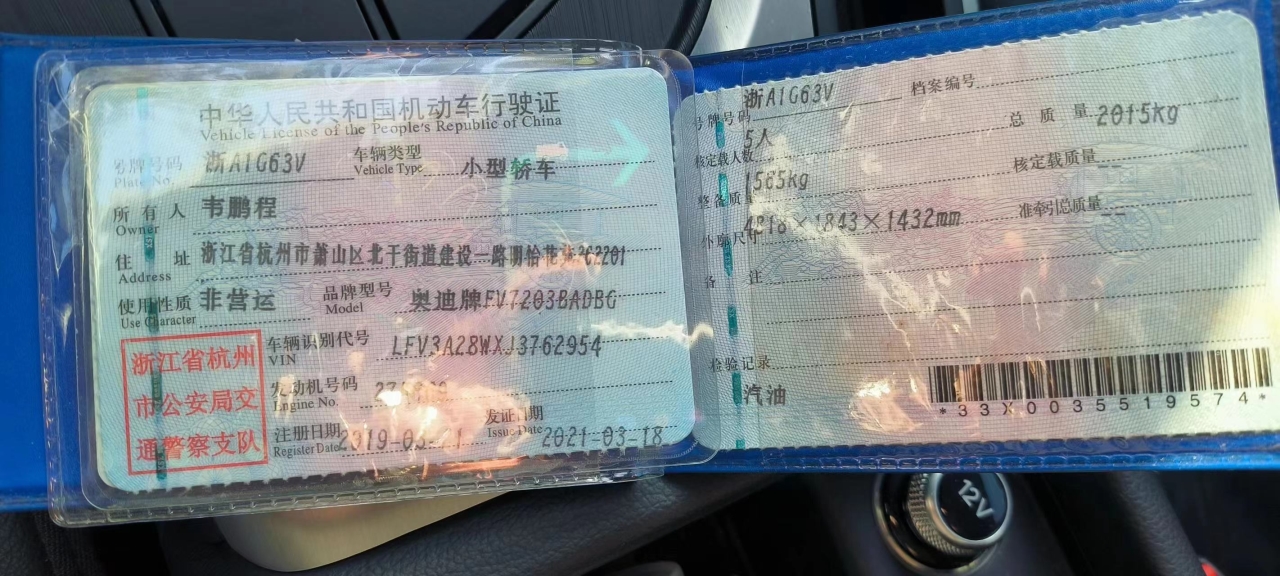 中华人民共和国机动车行驶证
Vehicle License of the People's Republic of China
号牌号码 浙A1G63V 车辆类型 小型轿车
Plate No. Vehicle Type
所有人 韦鹏程
Owner
住址 浙江省杭州市萧山区北干街道建设一路明怡花
Address
使用性质 非营运 品牌型号 奥迪牌FV7203BADBG
Use Character Model
浙江省杭州
市公安局交
通警察支队
车辆识别代号 LFV3A28WXJ3762954
VIN
发动机号码
Engine No.
注册日期 发证日期 2021-03-18
Register Date Issue Date
号牌号码 浙A1G63V 档案编号
核定载人数 5人 总质量 2015kg
整备质量 1565kg 核定载质量 --
外廓尺寸 4818×1843×1432mm 准牵引总质量 --
备注
检验记录
汽油
*33X0035519574*
12V